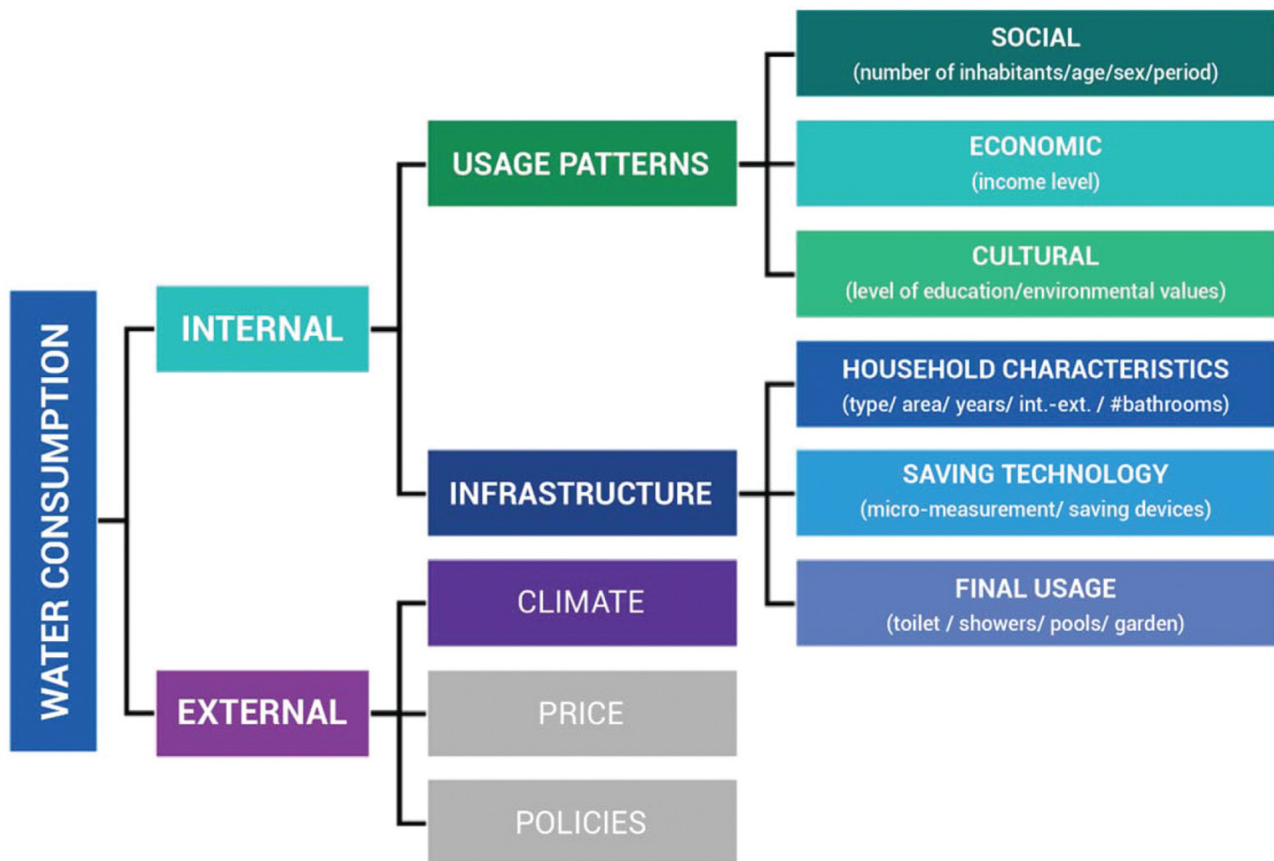 WATER CONSUMPTION
INTERNAL
USAGE PATTERNS
SOCIAL
(number of inhabitants/age/sex/period)
ECONOMIC
(income level)
CULTURAL
(level of education/environmental values)
INFRASTRUCTURE
HOUSEHOLD CHARACTERISTICS
(type/ area/ years/ int.-ext. / #bathrooms)
SAVING TECHNOLOGY
(micro-measurement/ saving devices)
FINAL USAGE
(toilet / showers/ pools/ garden)
EXTERNAL
CLIMATE
PRICE
POLICIES